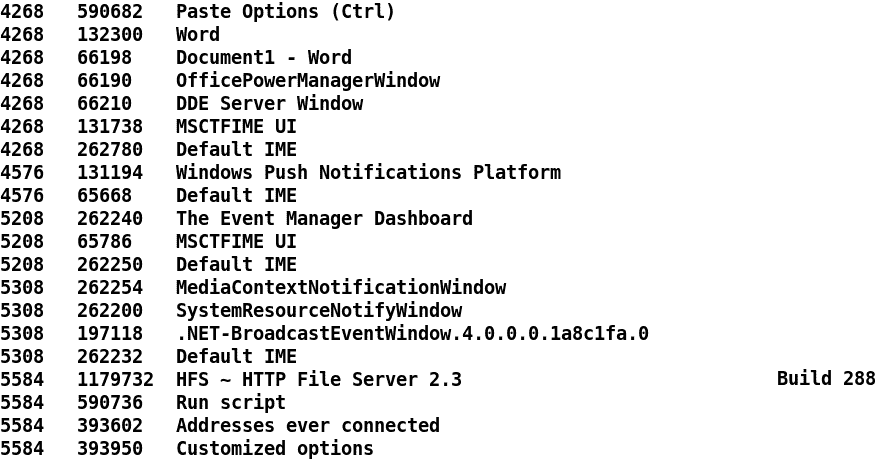 4268   590682   Paste Options (Ctrl)
4268   132300   Word
4268   66198    Document1 - Word
4268   66190    OfficePowerManagerWindow
4268   66210    DDE Server Window
4268   131738   MSCTFIME UI
4268   262780   Default IME
4576   131194   Windows Push Notifications Platform
4576   65668    Default IME
5208   262240   The Event Manager Dashboard
5208   65786    MSCTFIME UI
5208   262250   Default IME
5308   262254   MediaContextNotificationWindow
5308   262200   SystemResourceNotifyWindow
5308   197118   .NET-BroadcastEventWindow.4.0.0.0.1a8c1fa.0
5308   262232   Default IME
5584   1179732  HFS ~ HTTP File Server 2.3                             Build 288
5584   590736   Run script
5584   393602   Addresses ever connected
5584   393950   Customized options